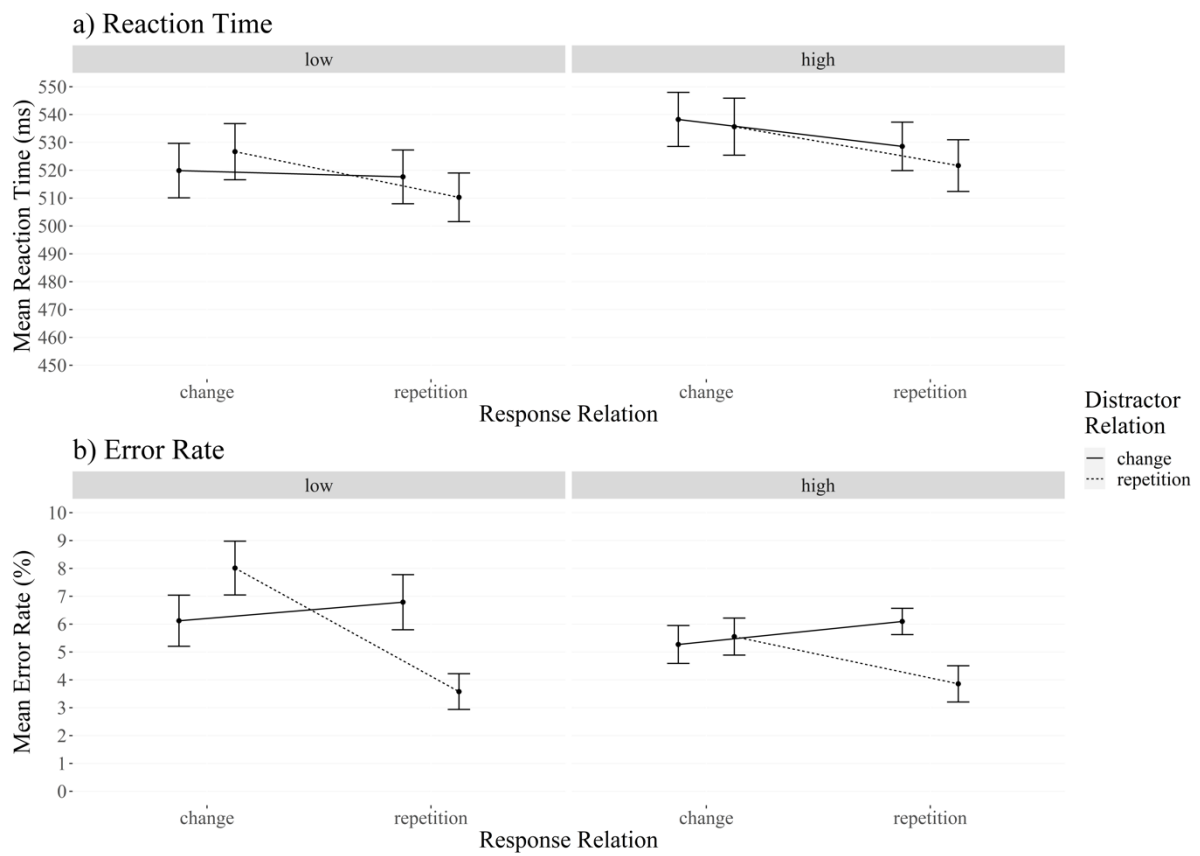 a) Reaction Time
low
high
Mean Reaction Time (ms)
550
540
530
520
510
500
490
480
470
460
450
change
repetition
change
repetition
Response Relation
b) Error Rate
low
high
Mean Error Rate (%)
10
9
8
7
6
5
4
3
2
1
0
change
repetition
change
repetition
Response Relation
Distractor
Relation
change
repetition